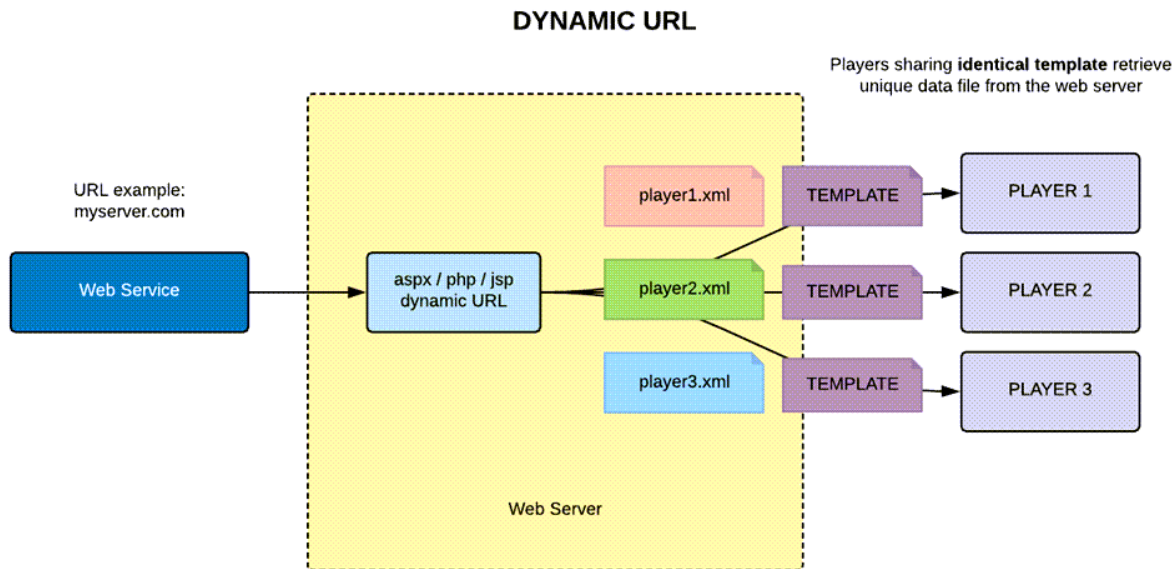 DYNAMIC URL
Players sharing identical template retrieve
unique data file from the web server
URL example:
myserver.com
Web Service
aspx / php / jsp
dynamic URL
player1.xml
TEMPLATE
PLAYER 1
player2.xml
TEMPLATE
PLAYER 2
player3.xml
TEMPLATE
PLAYER 3
Web Server